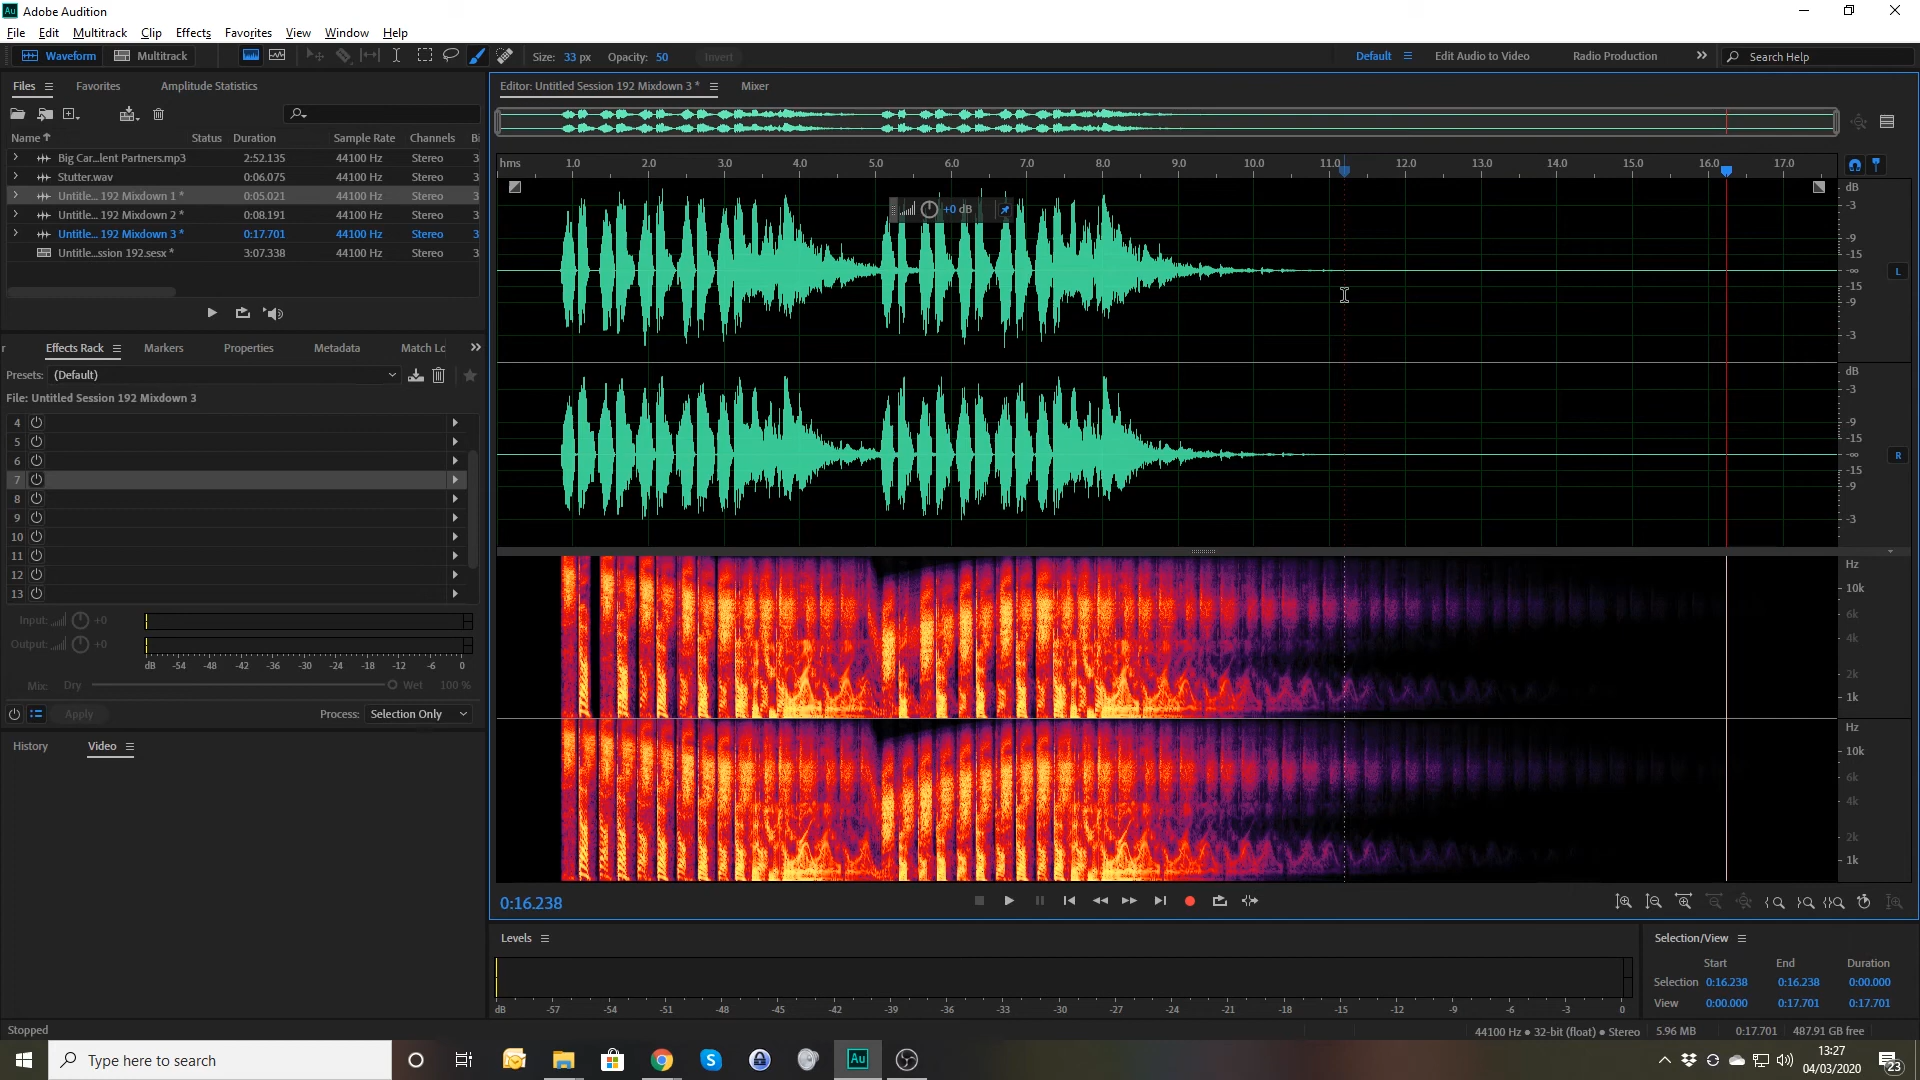 Au Adobe Audition
File Edit Multitrack Clip Effects Favorites View Window Help
Waveform Multitrack Size: 33 px Opacity: 50 Insert Default Edit Audio to Video Radio Production Search Help
Files Favorites Amplitude Statistics
Editor: Untitled Session 192 Mixdown 3 * Mixer
Name Status Duration Sample Rate Channels Bi
Big Car...lent Partners.mp3 2:52.135 44100 Hz Stereo 3
Stutter.wav 0:06.075 44100 Hz Stereo 3
Untitle... 192 Mixdown 1 * 0:05.021 44100 Hz Stereo 3
Untitle... 192 Mixdown 2 * 0:08.191 44100 Hz Stereo 3
Untitle... 192 Mixdown 3 * 0:17.701 44100 Hz Stereo 3
Untitle...ssion 192.sesx * 3:07.338 44100 Hz Stereo 3
hms 1.0 2.0 3.0 4.0 5.0 6.0 7.0 8.0 9.0 10.0 11.0 12.0 13.0 14.0 15.0 16.0 17.0
+0 dB
dB
-3
-9
-15
-∞
-15
-9
-3
L
dB
-3
-9
-15
-∞
-15
-9
-3
R
Hz
10k
6k
4k
2k
1k
Hz
10k
6k
4k
2k
1k
r Effects Rack Markers Properties Metadata Match Lo
Presets: (Default)
File: Untitled Session 192 Mixdown 3
4
5
6
7
8
9
10
11
12
13
Input: +0
Output: +0
dB -54 -48 -42 -36 -30 -24 -18 -12 -6 0
Mix: Dry Wet 100 %
Apply Process: Selection Only
History Video
0:16.238
Levels
dB -57 -54 -51 -48 -45 -42 -39 -36 -33 -30 -27 -24 -21 -18 -15 -12 -9 -6 -3 0
Selection/View
Start End Duration
Selection 0:16.238 0:16.238 0:00.000
View 0:00.000 0:17.701 0:17.701
Stopped 44100 Hz ● 32-bit (float) ● Stereo 5.96 MB 0:17.701 487.91 GB free
Type here to search
S
Au
13:27
04/03/2020
23